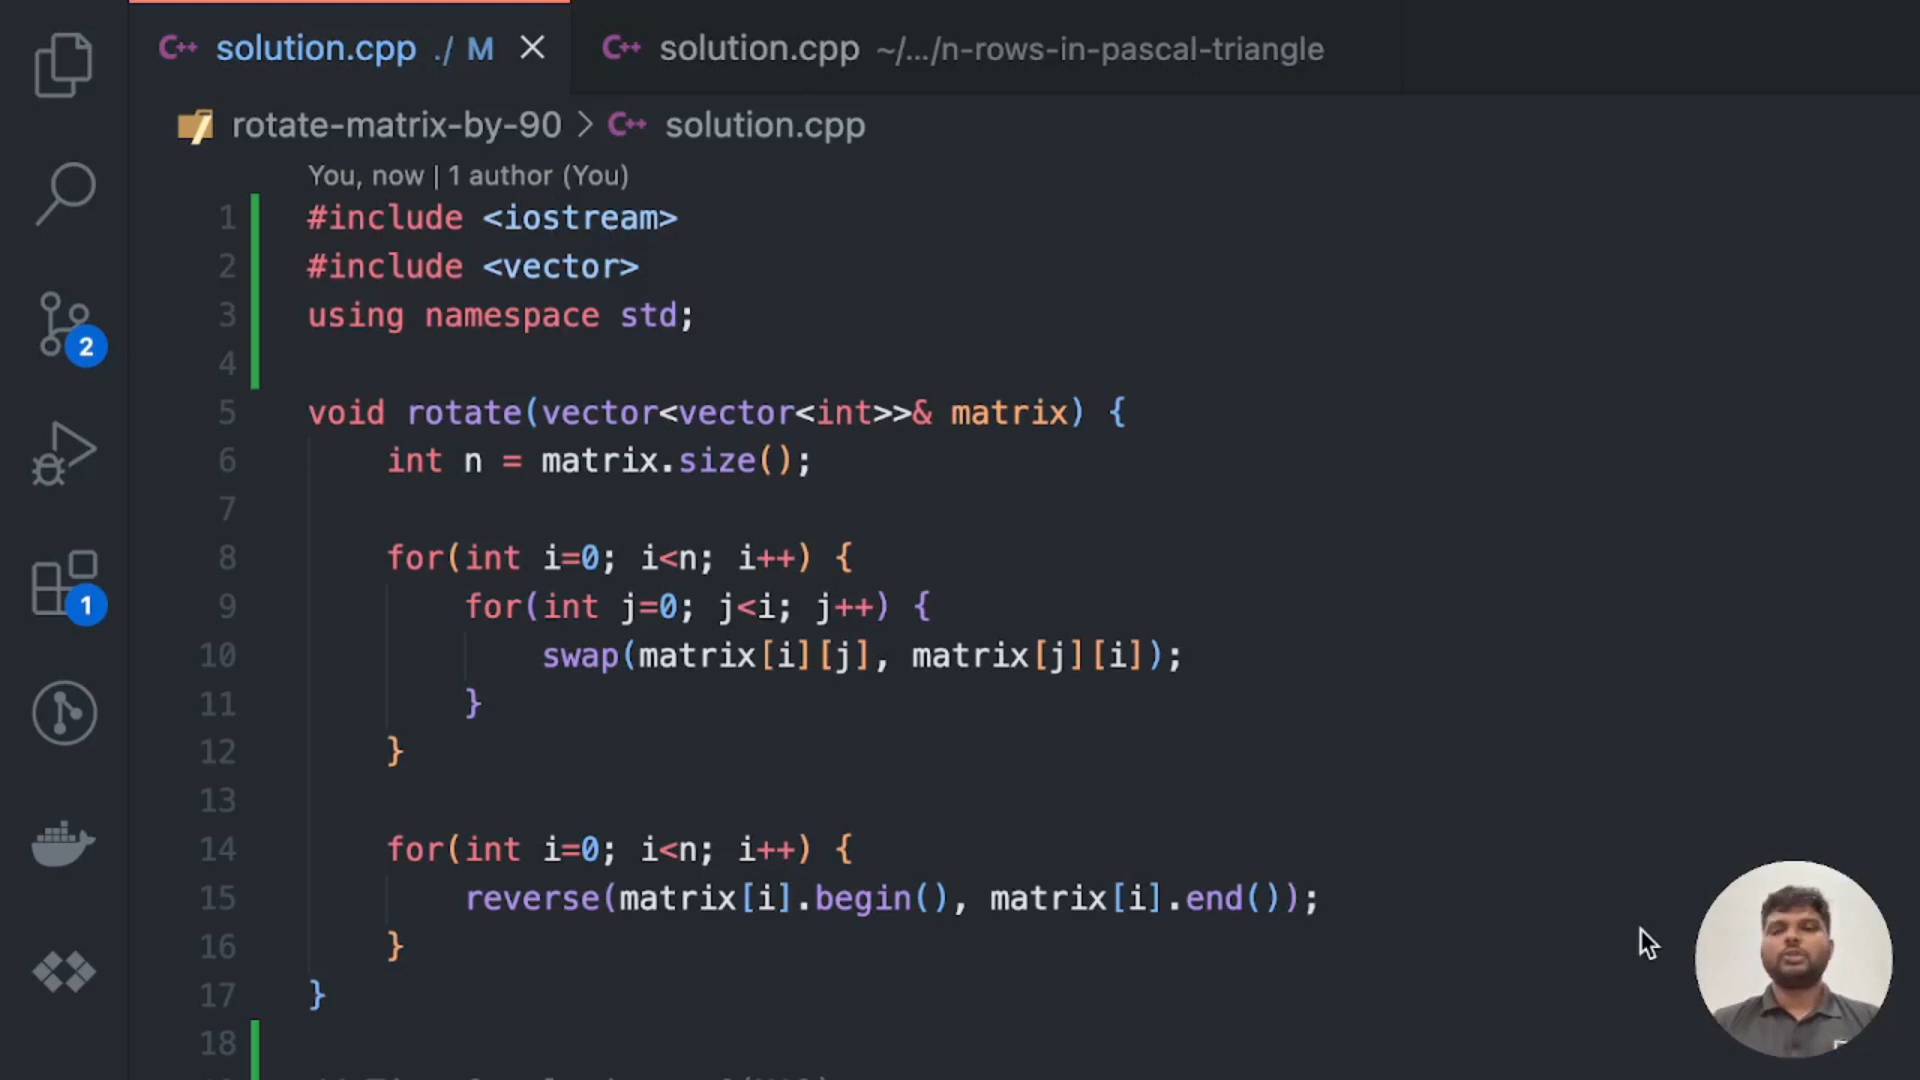 C++ solution.cpp ./ M
C++ solution.cpp ~/.../n-rows-in-pascal-triangle
rotate-matrix-by-90 > C++ solution.cpp
You, now | 1 author (You)
1 #include <iostream>
2 #include <vector>
3 using namespace std;
4
5 void rotate(vector<vector<int>>& matrix) {
6 int n = matrix.size();
7
8 for(int i=0; i<n; i++) {
9 for(int j=0; j<i; j++) {
10 swap(matrix[i][j], matrix[j][i]);
11 }
12 }
13
14 for(int i=0; i<n; i++) {
15 reverse(matrix[i].begin(), matrix[i].end());
16 }
17 }
18
2
1